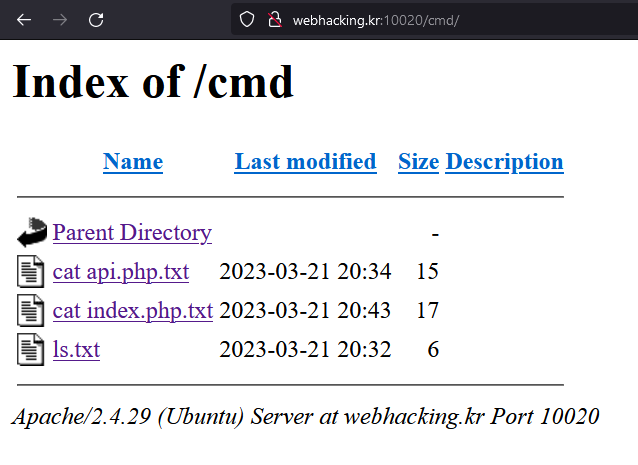 webhacking.kr:10020/cmd/
Index of /cmd
Name Last modified Size Description
Parent Directory -
cat api.php.txt 2023-03-21 20:34 15
cat index.php.txt 2023-03-21 20:43 17
ls.txt 2023-03-21 20:32 6
Apache/2.4.29 (Ubuntu) Server at webhacking.kr Port 10020